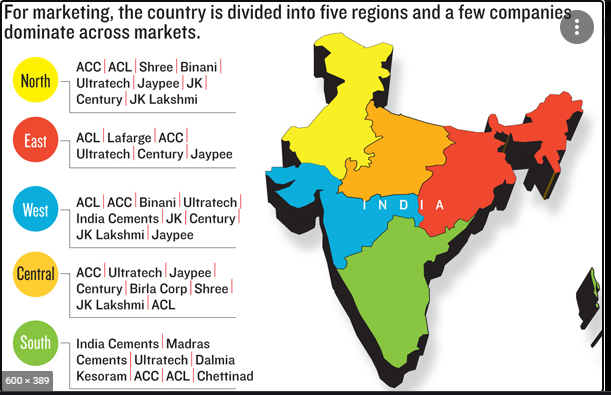 For marketing, the country is divided into five regions and a few companies
dominate across markets.
North
ACC | ACL | Shree | Binani |
Ultratech | Jaypee | JK |
Century | JK Lakshmi
East
ACL | Lafarge | ACC |
Ultratech | Century | Jaypee
West
ACL | ACC | Binani | Ultratech |
India Cements | JK | Century |
JK Lakshmi | Jaypee
Central
ACC | Ultratech | Jaypee |
Century | Birla Corp | Shree |
JK Lakshmi | ACL
South
India Cements | Madras
Cements | Ultratech | Dalmia
Kesoram | ACC | ACL | Chettinad
INDIA
600 × 389